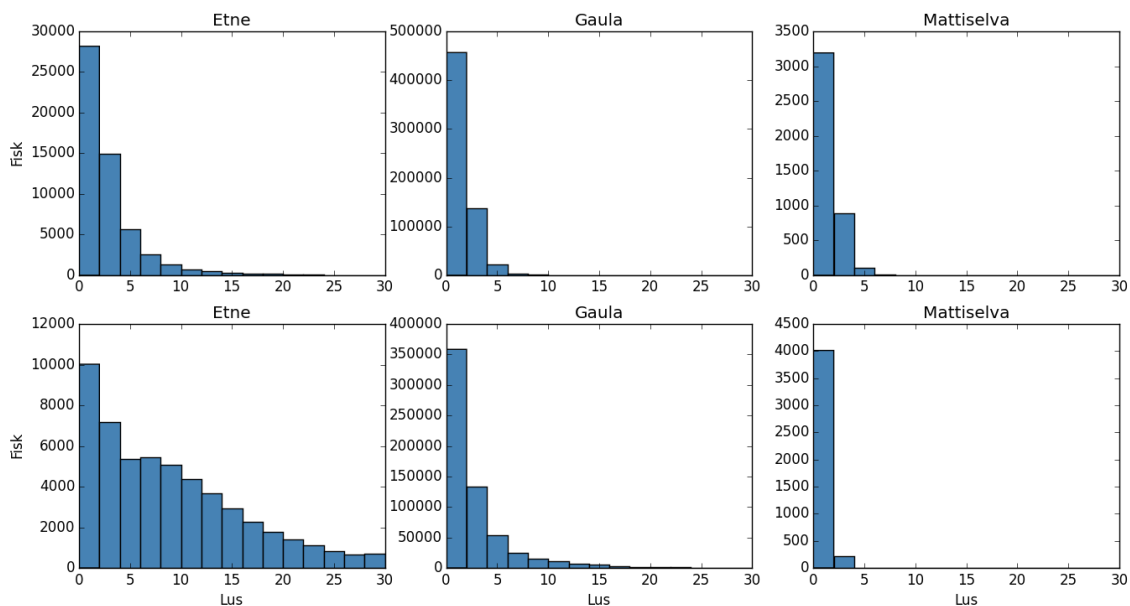 Etne
Gaula
Mattiselva
30000
25000
20000
15000
10000
5000
0
Fisk
0 5 10 15 20 25 30
500000
400000
300000
200000
100000
0
0 5 10 15 20 25 30
3500
3000
2500
2000
1500
1000
500
0
0 5 10 15 20 25 30
Etne
Gaula
Mattiselva
12000
10000
8000
6000
4000
2000
0
Fisk
0 5 10 15 20 25 30
Lus
400000
350000
300000
250000
200000
150000
100000
50000
0
0 5 10 15 20 25 30
Lus
4500
4000
3500
3000
2500
2000
1500
1000
500
0
0 5 10 15 20 25 30
Lus